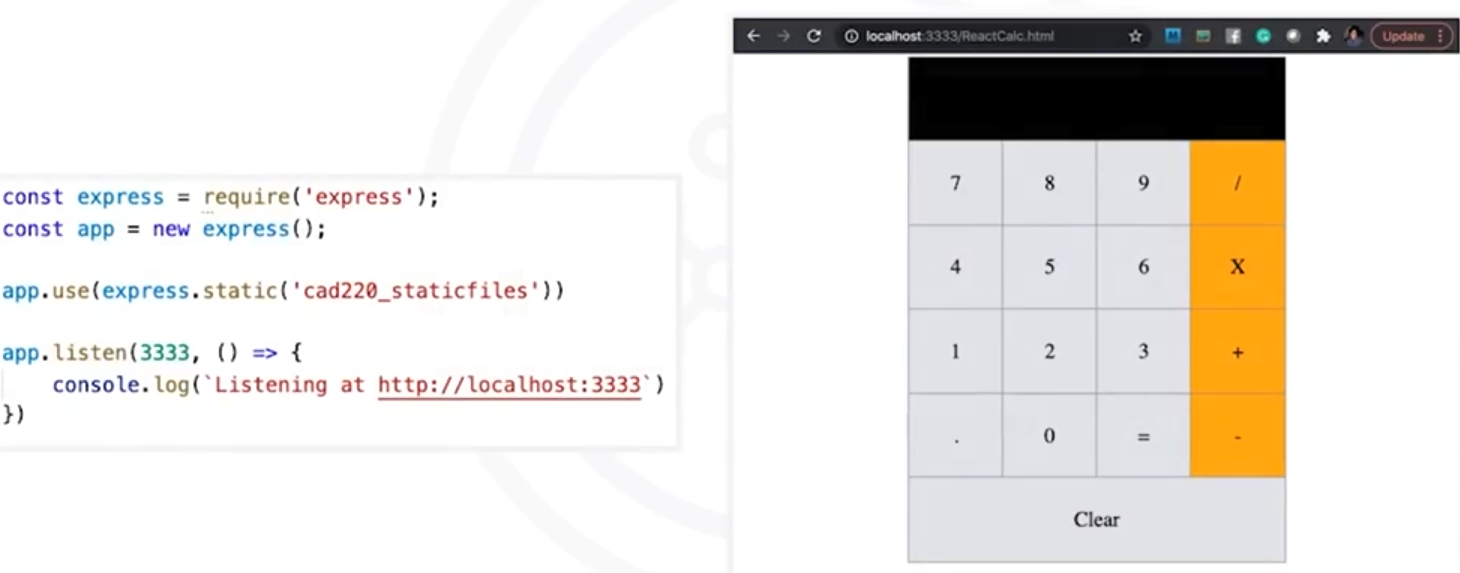 const express = require('express');
const app = new express();
app.use(express.static('cad220_staticfiles'))
app.listen(3333, () => {
    console.log(`Listening at http://localhost:3333`)
})
localhost:3333/ReactCalc.html
Update
7 8 9 /
4 5 6 X
1 2 3 +
. 0 = -
Clear